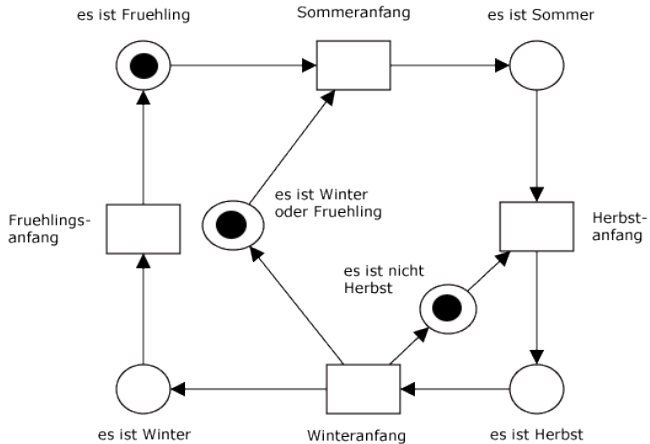 es ist Fruehling
Sommeranfang
es ist Sommer
Fruehlings-
anfang
es ist Winter
oder Fruehling
Herbst-
anfang
es ist nicht
Herbst
es ist Winter
Winteranfang
es ist Herbst